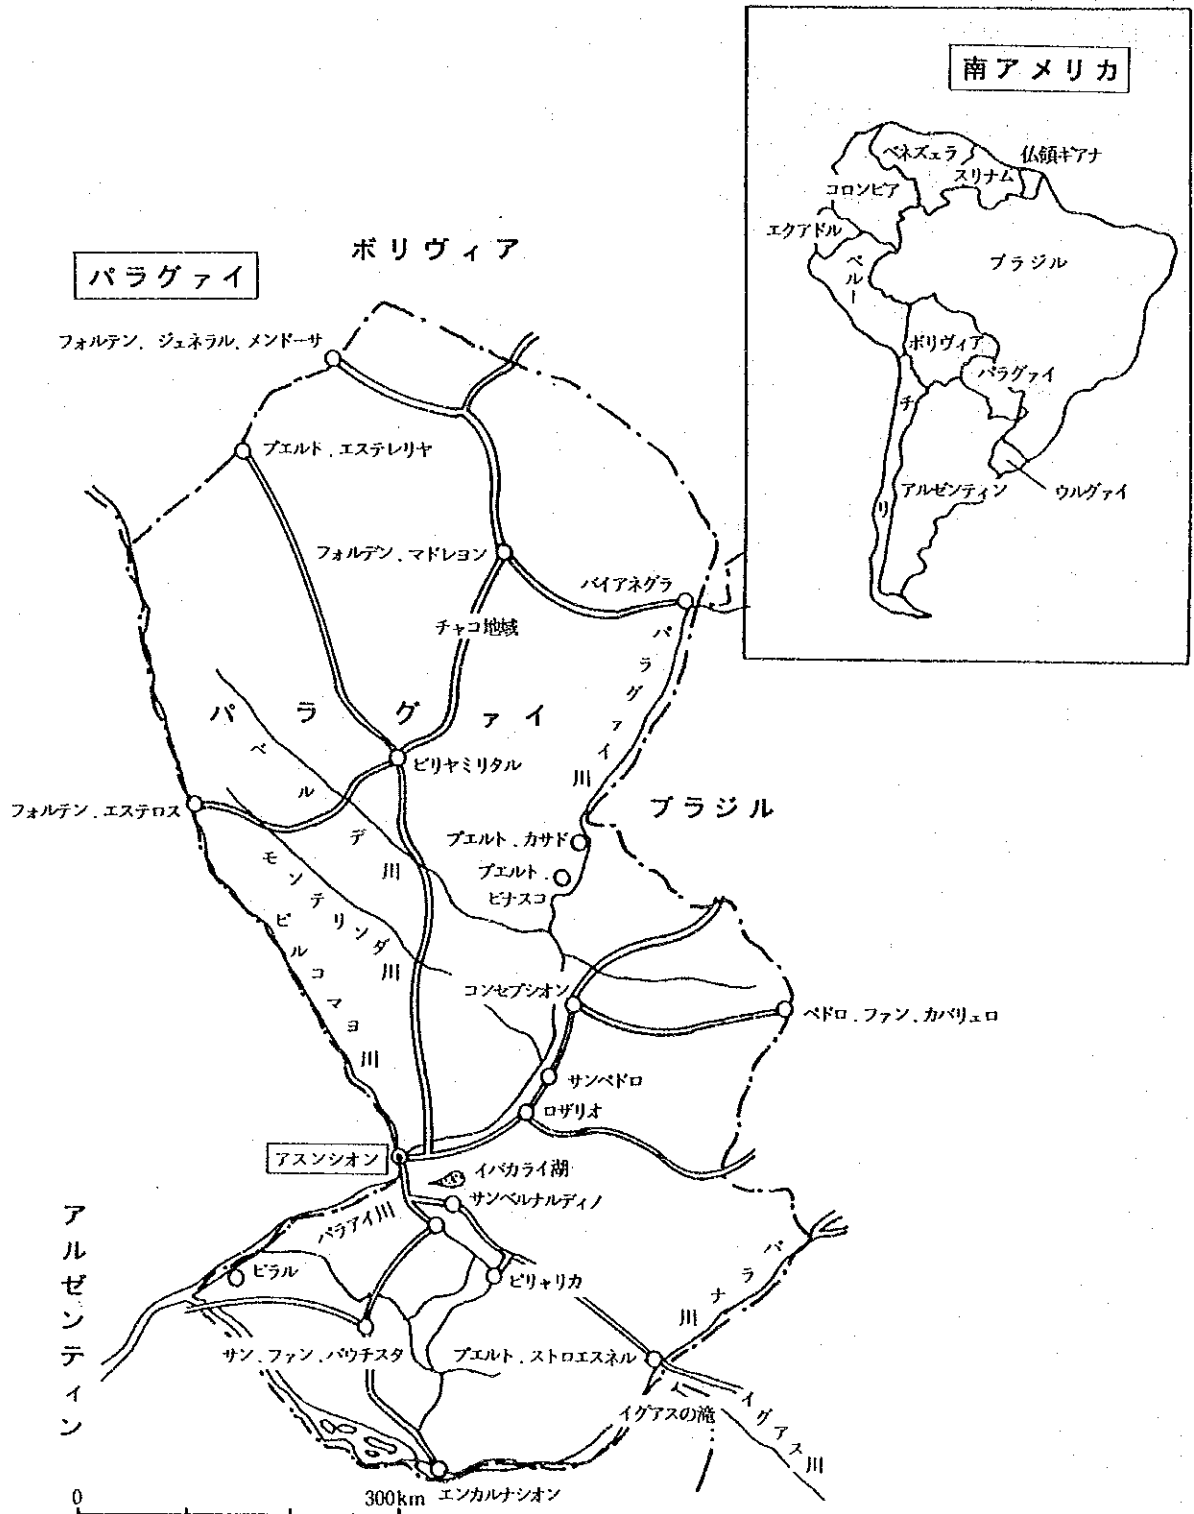 南アメリカ
ベネズェラ
仏領ギアナ
スリナム
コロンビア
エクアドル
ペルー
ブラジル
ボリヴィア
パラグァイ
チリ
アルゼンティン
ウルグァイ
ボリヴィア
パラグァイ
フォルテン．ジェネラル．メンドーサ
プエルド．エステレリヤ
フォルデン．マドレヨン
バイアネグラ
チャコ地域
パラグァイ川
パラグァイ
ベルデ川
ビリヤミリタル
フォルテン．エステロス
ブラジル
プエルト．カサド
プエルト．
ピナスコ
モンテリンダ川
ピルコマヨ川
コンセプシオン
ペドロ．ファン．カバリェロ
サンペドロ
ロザリオ
アスンシオン
イパカライ湖
サンベルナルディノ
パラアイ川
アルゼンティン
ピラル
ビリャリカ
パラナ川
サン．ファン．バウチスタ
プエルト．ストロエスネル
イグアスの滝
イグアス川
エンカルナシオン
0
300km